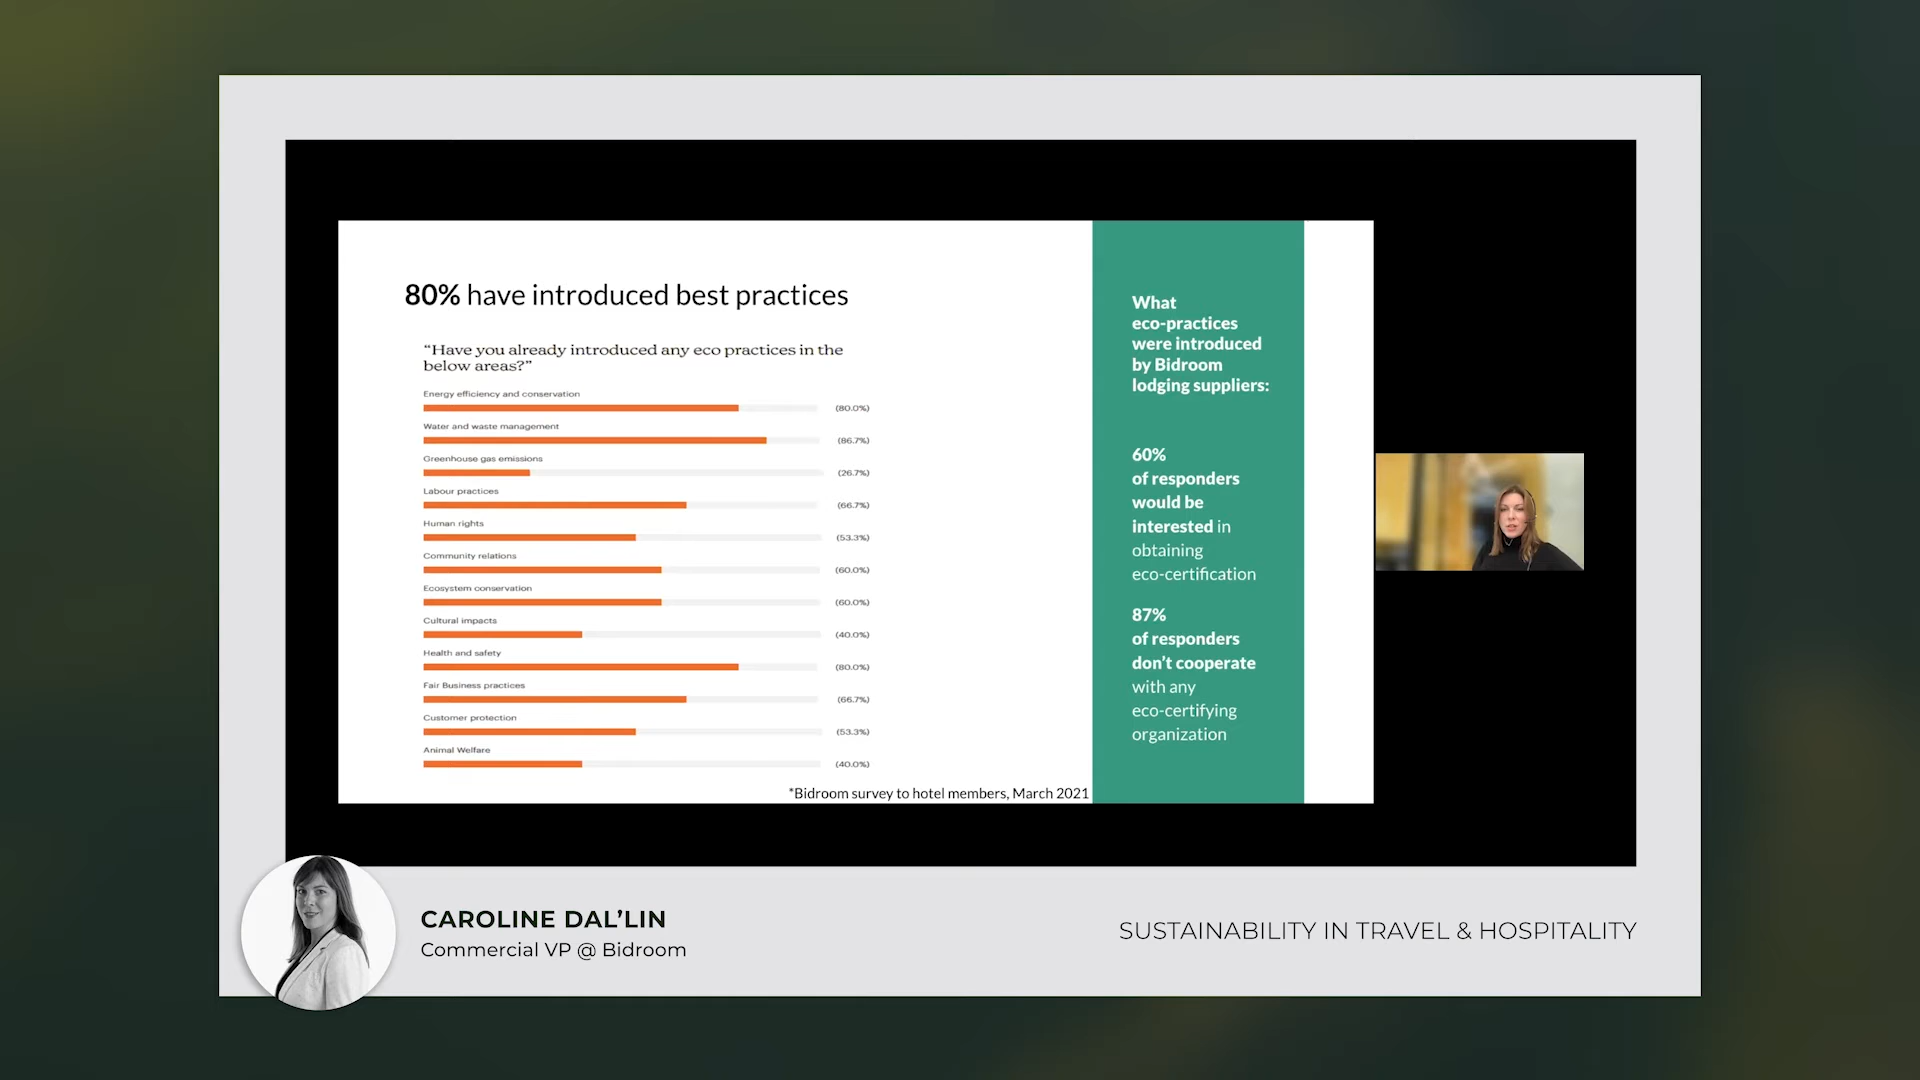 80% have introduced best practices
“Have you already introduced any eco practices in the
below areas?”
Energy efficiency and conservation
(80.0%)
Water and waste management
(86.7%)
Greenhouse gas emissions
(26.7%)
Labour practices
(66.7%)
Human rights
(53.3%)
Community relations
(60.0%)
Ecosystem conservation
(60.0%)
Cultural impacts
(40.0%)
Health and safety
(80.0%)
Fair Business practices
(66.7%)
Customer protection
(53.3%)
Animal Welfare
(40.0%)
*Bidroom survey to hotel members, March 2021
What
eco-practices
were introduced
by Bidroom
lodging suppliers:
60%
of responders
would be
interested in
obtaining
eco-certification
87%
of responders
don’t cooperate
with any
eco-certifying
organization
CAROLINE DAL’LIN
Commercial VP @ Bidroom
SUSTAINABILITY IN TRAVEL & HOSPITALITY